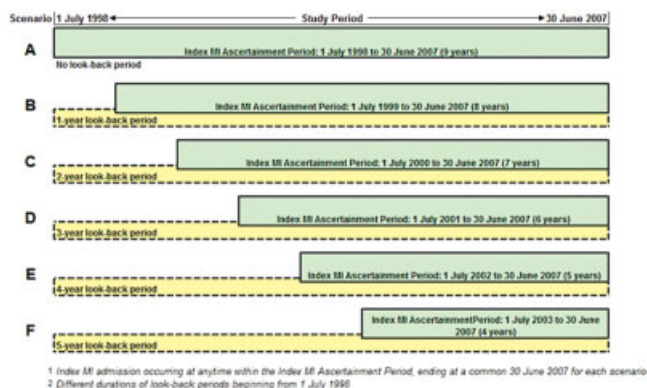 Scenario 1 July 1998 Study Period 30 June 2007
A
Index MI Ascertainment Period: 1 July 1998 to 30 June 2007 (9 years)
No look-back period
B
Index MI Ascertainment Period: 1 July 1999 to 30 June 2007 (8 years)
1-year look-back period
C
Index MI Ascertainment Period: 1 July 2000 to 30 June 2007 (7 years)
2-year look-back period
D
Index MI Ascertainment Period: 1 July 2001 to 30 June 2007 (6 years)
3-year look-back period
E
Index MI Ascertainment Period: 1 July 2002 to 30 June 2007 (5 years)
4-year look-back period
F
Index MI AscertainmentPeriod: 1 July 2003 to 30 June
2007 (4 years)
5-year look-back period
1 Index MI admission occurring at anytime within the Index MI Ascertainment Period, ending at a common 30 June 2007 for each scenario
2 Different durations of look-back periods beginning from 1 July 1998